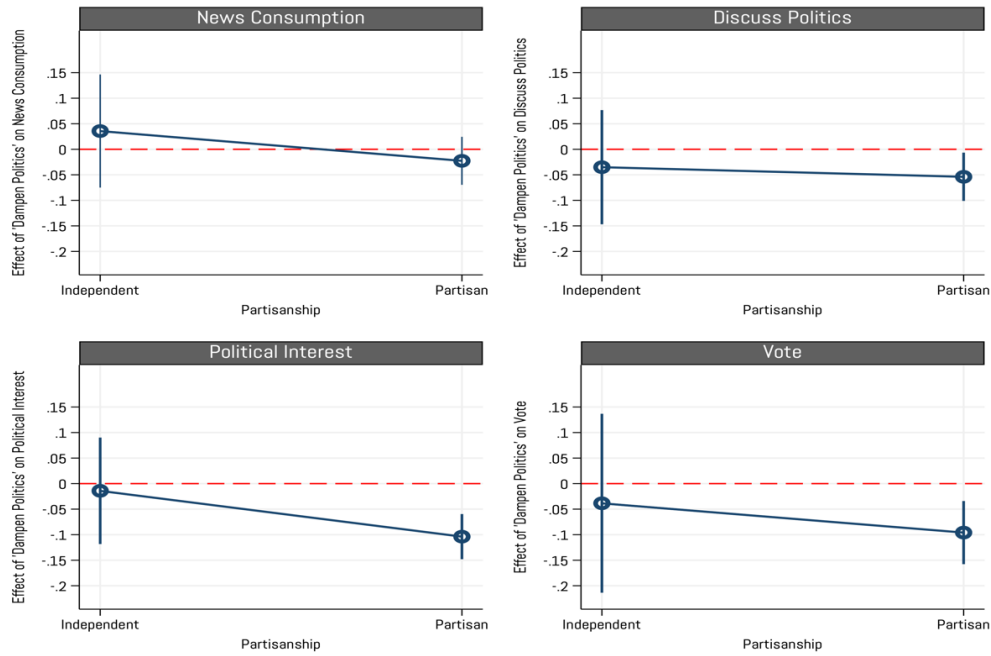 News Consumption
Effect of 'Dampen Politics' on News Consumption
.15
.1
.05
0
-.05
-.1
-.15
-.2
Independent Partisan
Partisanship
Discuss Politics
Effect of 'Dampen Politics' on Discuss Politics
.15
.1
.05
0
-.05
-.1
-.15
-.2
Independent Partisan
Partisanship
Political Interest
Effect of 'Dampen Politics' on Political Interest
.15
.1
.05
0
-.05
-.1
-.15
-.2
Independent Partisan
Partisanship
Vote
Effect of 'Dampen Politics' on Vote
.15
.1
.05
0
-.05
-.1
-.15
-.2
Independent Partisan
Partisanship